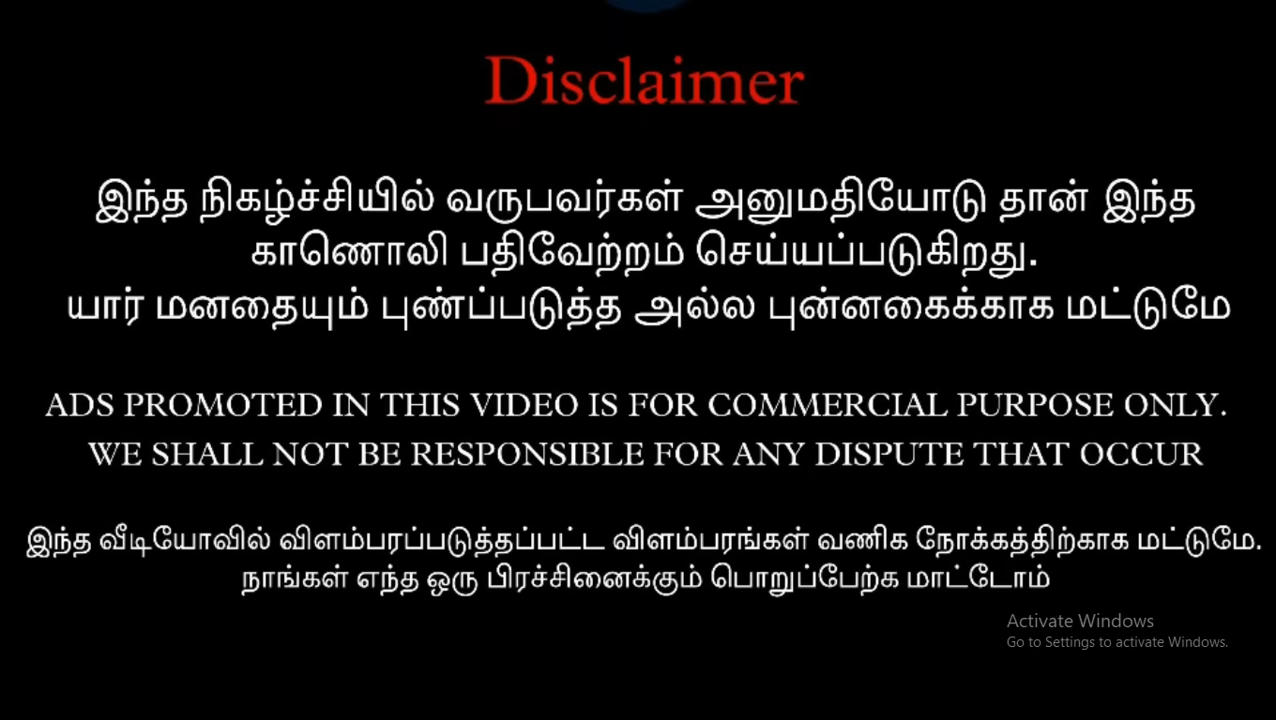 Disclaimer
இந்த நிகழ்ச்சியில் வருபவர்கள் அனுமதியோடு தான் இந்த
காணொலி பதிவேற்றம் செய்யப்படுகிறது.
யார் மனதையும் புண்ப்படுத்த அல்ல புன்னகைக்காக மட்டுமே
ADS PROMOTED IN THIS VIDEO IS FOR COMMERCIAL PURPOSE ONLY.
WE SHALL NOT BE RESPONSIBLE FOR ANY DISPUTE THAT OCCUR
இந்த வீடியோவில் விளம்பரப்படுத்தப்பட்ட விளம்பரங்கள் வணிக நோக்கத்திற்காக மட்டுமே.
நாங்கள் எந்த ஒரு பிரச்சினைக்கும் பொறுப்பேற்க மாட்டோம்
Activate Windows
Go to Settings to activate Windows.